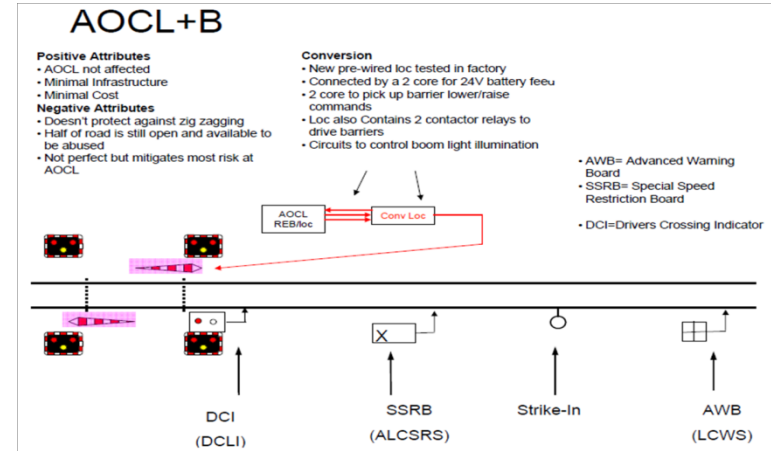 AOCL+B
Positive Attributes
• AOCL not affected
• Minimal Infrastructure
• Minimal Cost
Negative Attributes
• Doesn't protect against zig zagging
• Half of road is still open and available to
be abused
• Not perfect but mitigates most risk at
AOCL
Conversion
• New pre-wired loc tested in factory
• Connected by a 2 core for 24V battery feed
• 2 core to pick up barrier lower/raise
commands
• Loc also Contains 2 contactor relays to
drive barriers
• Circuits to control boom light illumination
• AWB= Advanced Warning
Board
• SSRB= Special Speed
Restriction Board
• DCI=Drivers Crossing Indicator
AOCL
REB/loc
Conv Loc
X
DCI
(DCLI)
SSRB
(ALCSRS)
Strike-In
AWB
(LCWS)